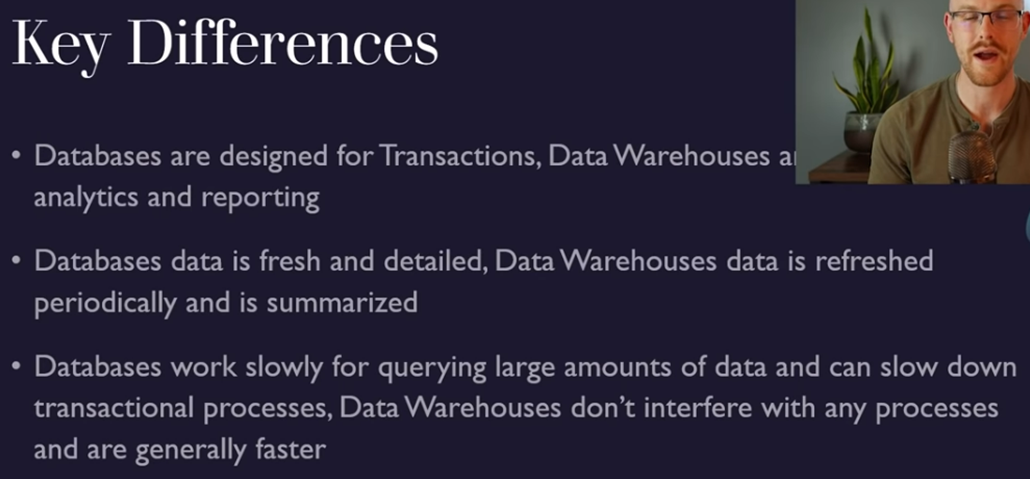 Key Differences
• Databases are designed for Transactions, Data Warehouses
analytics and reporting
• Databases data is fresh and detailed, Data Warehouses data is refreshed
periodically and is summarized
• Databases work slowly for querying large amounts of data and can slow down
transactional processes, Data Warehouses don't interfere with any processes
and are generally faster